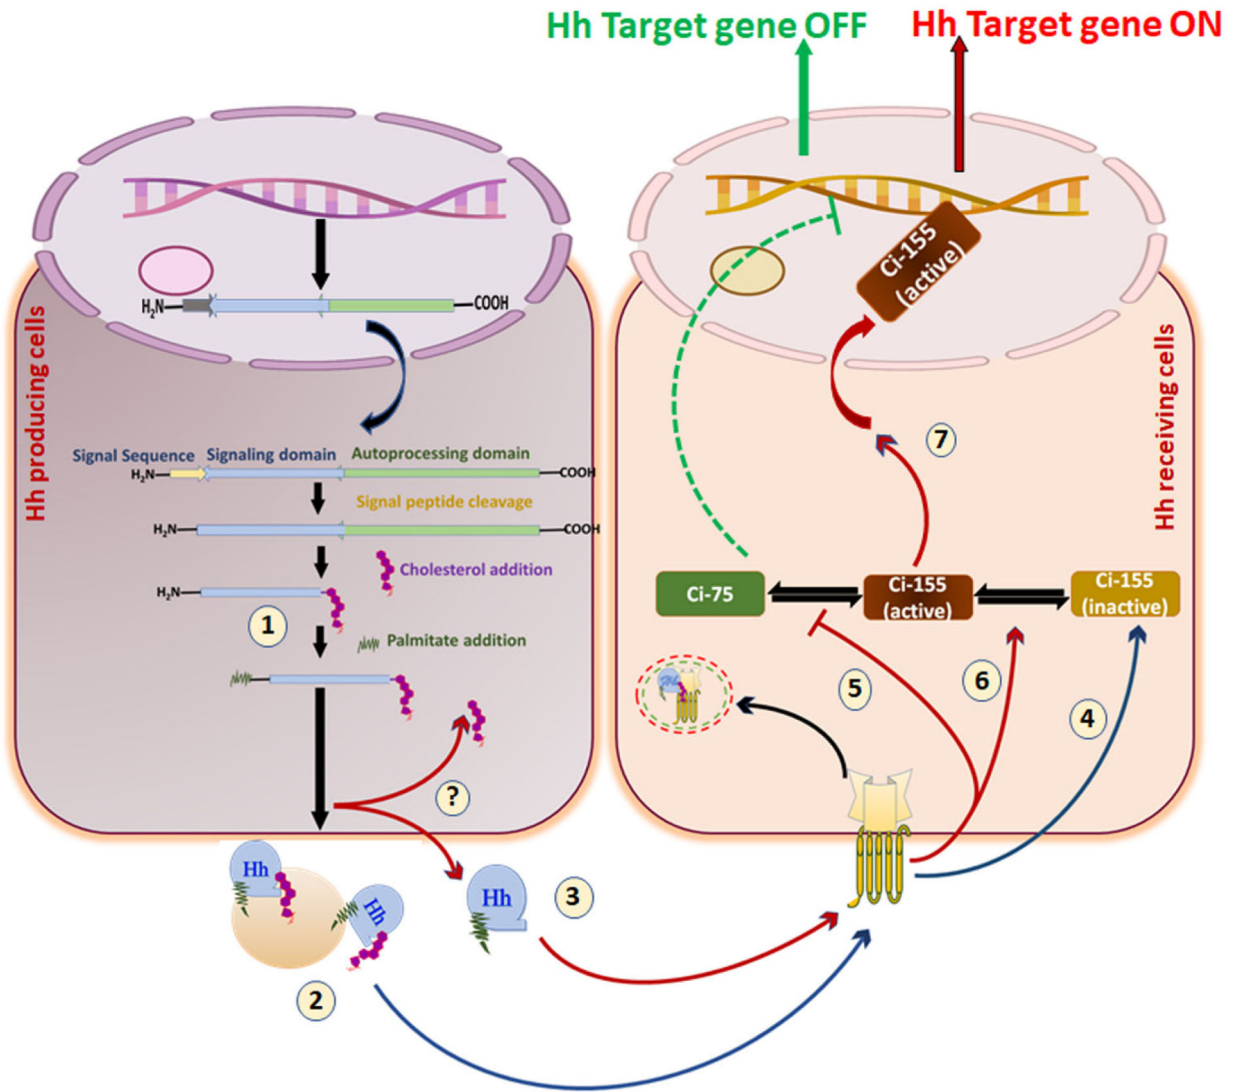 Hh Target gene OFF
Hh Target gene ON
H₂N
COOH
Hh producing cells
Signal Sequence
Signaling domain
Autoprocessing domain
H₂N
COOH
Signal peptide cleavage
H₂N
COOH
Cholesterol addition
H₂N
1
Palmitate addition
?
Hh
Hh
2
Hh
3
Ci-155
(active)
Hh receiving cells
7
Ci-75
Ci-155
(active)
Ci-155
(inactive)
5
6
4